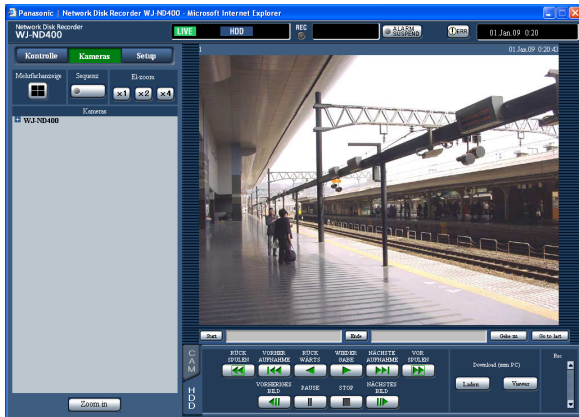 Panasonic | Network Disk Recorder WJ-ND400 - Microsoft Internet Explorer
Network Disk Recorder
WJ-ND400
LIVE
HDD
REC
ALARM
SUSPEND
ERR
01.Jan.09 0:20
Kontrolle
Kameras
Setup
Mehrfachanzeige
Sequenz
El-zoom
x1
x2
x4
Kameras
WJ-ND400
Zoom in
1
01.Jan.09 0:20:43
Start
Ende
Gehe zu
Go to last
CAM
HDD
RÜCK
SPULEN
VORHER
AUFNAHME
RÜCK
WÄRTS
WIEDER
GABE
NÄCHSTE
AUFNAHME
VOR
SPULEN
VORHERIGES
BILD
PAUSE
STOP
NÄCHSTES
BILD
Download (zum PC)
Laden
Viewer
Rec